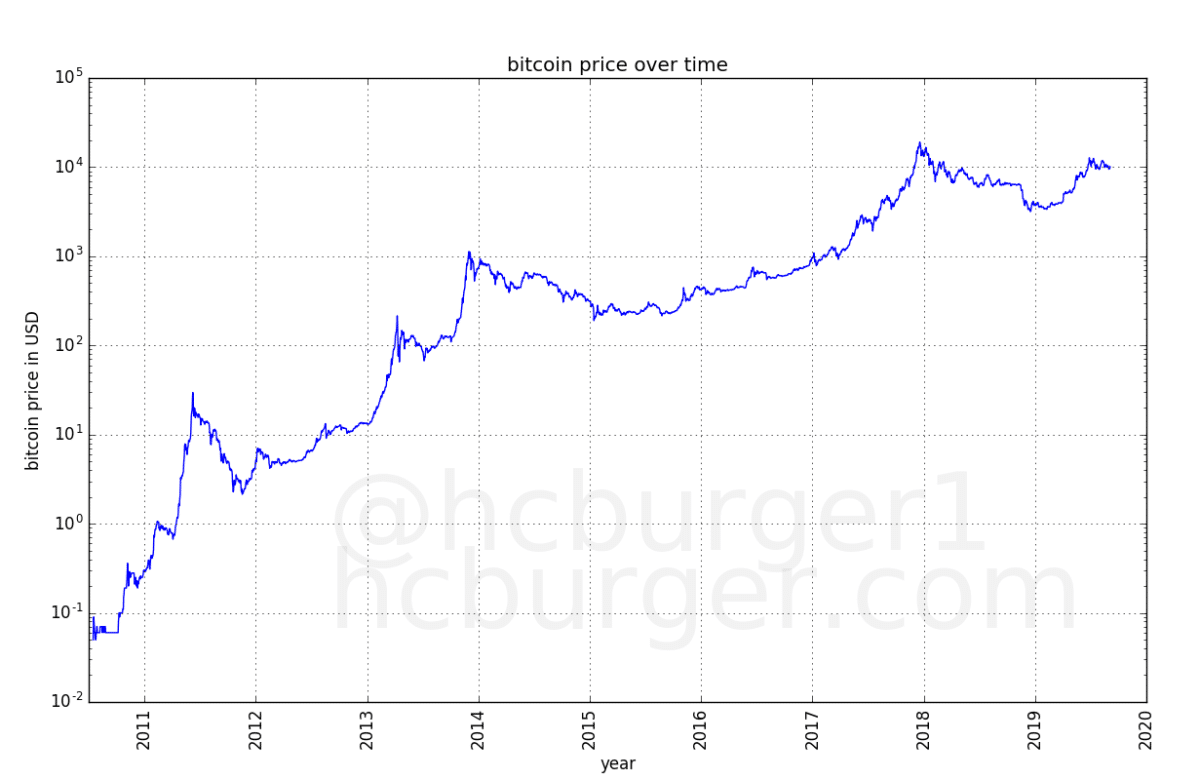 bitcoin price over time
bitcoin price in USD
10^5
10^4
10^3
10^2
10^1
10^0
10^-1
10^-2
@hcburger1
hcburger.com
2011 2012 2013 2014 2015 2016 2017 2018 2019 2020
year